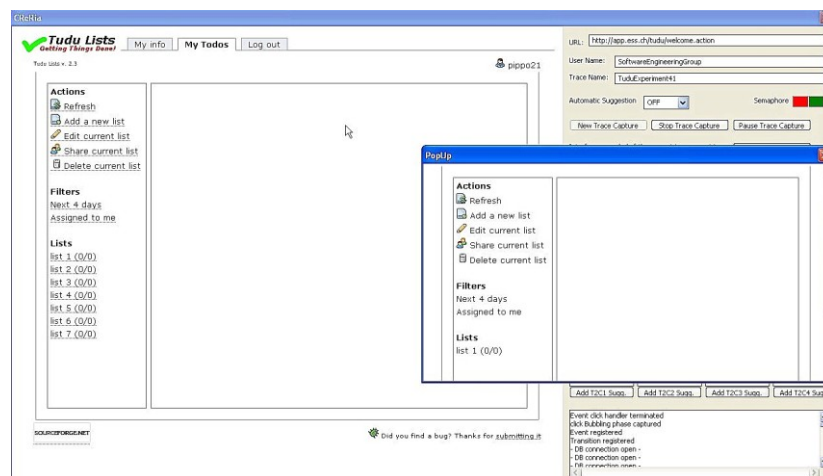 CReRia
Tudu Lists
Getting Things Done!
My info
My Todos
Log out
Tudu Lists v. 2.3
pippo21
Actions
Refresh
Add a new list
Edit current list
Share current list
Delete current list
Filters
Next 4 days
Assigned to me
Lists
list 1 (0/0)
list 2 (0/0)
list 3 (0/0)
list 4 (0/0)
list 5 (0/0)
list 6 (0/0)
list 7 (0/0)
SOURCEFORGE.NET
Did you find a bug? Thanks for submitting it
URL: http://app.ess.ch/tudu/welcome.action
User Name: SoftwareEngineeringGroup
Trace Name: TuduExperiment41
Automatic Suggestion OFF Semaphore
New Trace Capture Stop Trace Capture Pause Trace Capture
PopUp
Actions
Refresh
Add a new list
Edit current list
Share current list
Delete current list
Filters
Next 4 days
Assigned to me
Lists
list 1 (0/0)
Add T2C1 Sugg. Add T2C2 Sugg. Add T2C3 Sugg. Add T2C4 Sug
Event click handler terminated
click Bubbling phase captured
Event registered
Transition registered
- DB connection open -
- DB connection open -
- DB connection open -